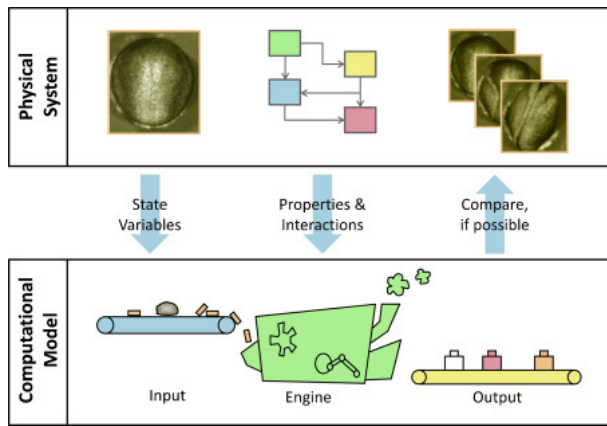 Physical
System
State
Variables
Properties &
Interactions
Compare,
if possible
Computational
Model
Input
Engine
Output